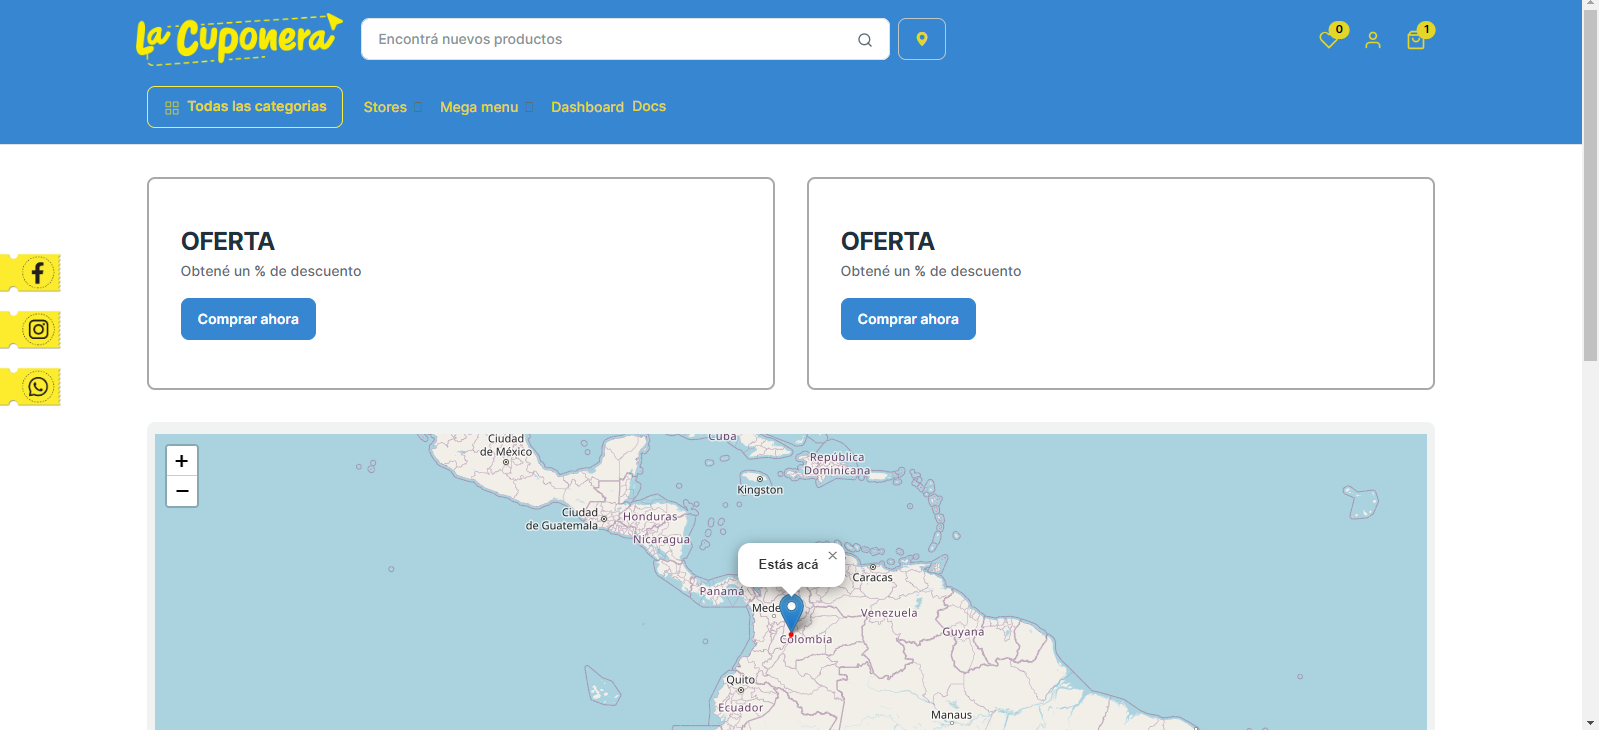 La Cuponera
Encontrá nuevos productos
0
1
Todas las categorias
Stores
Mega menu
Dashboard
Docs
OFERTA
Obtené un % de descuento
Comprar ahora
OFERTA
Obtené un % de descuento
Comprar ahora
+
−
Ciudad
de México
Cuba
República
Dominicana
Kingston
Ciudad
de Guatemala
Honduras
Nicaragua
Estás acá
×
Caracas
Panamá
Mede
Venezuela
Guyana
Colombia
Quito
Ecuador
Manaus